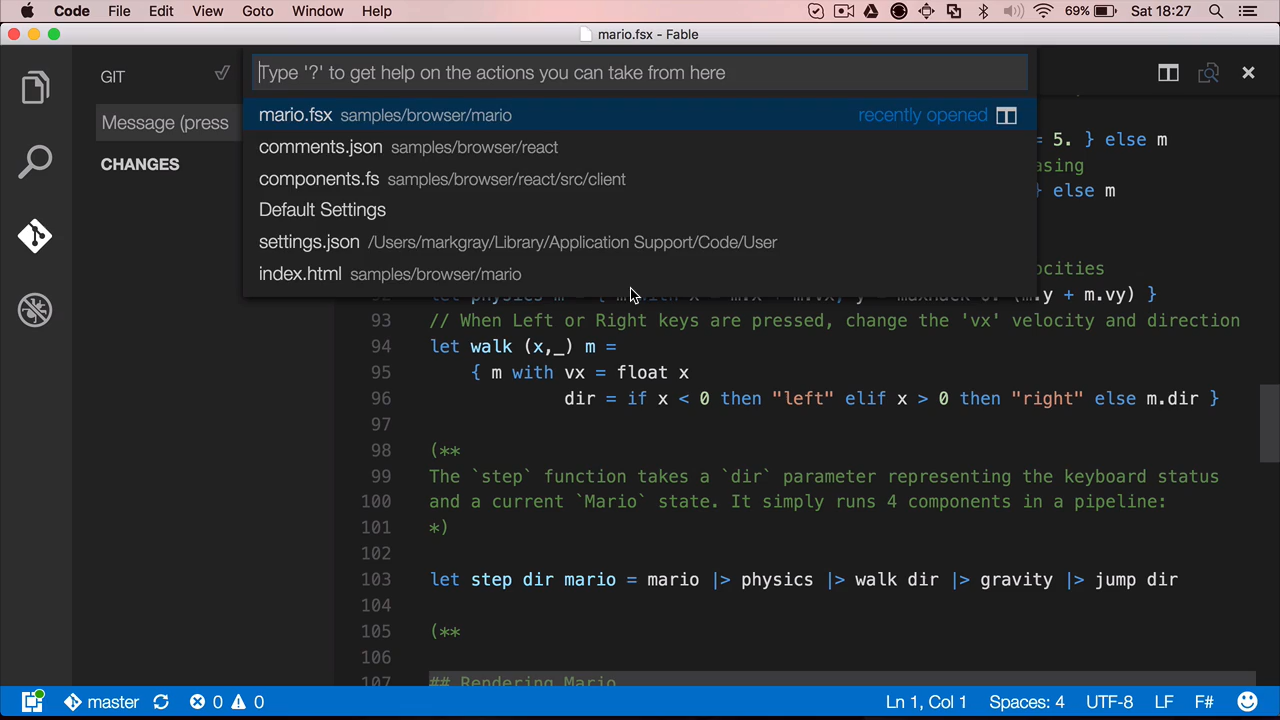 Code File Edit View Goto Window Help 69% Sat 18:27
mario.fsx - Fable
GIT
Message (press
CHANGES
Type '?' to get help on the actions you can take from here
mario.fsx samples/browser/mario recently opened
comments.json samples/browser/react
components.fs samples/browser/react/src/client
Default Settings
settings.json /Users/markgray/Library/Application Support/Code/User
index.html samples/browser/mario
= 5. } else m
asing
} else m
ocities
(m.y + m.vy) }
93 // When Left or Right keys are pressed, change the 'vx' velocity and direction
94 let walk (x,_) m =
95 { m with vx = float x
96 dir = if x < 0 then "left" elif x > 0 then "right" else m.dir }
97
98 (**
99 The `step` function takes a `dir` parameter representing the keyboard status
100 and a current `Mario` state. It simply runs 4 components in a pipeline:
101 *)
102
103 let step dir mario = mario |> physics |> walk dir |> gravity |> jump dir
104
105 (**
106
107 ## Rendering Mario
master 0 0 Ln 1, Col 1 Spaces: 4 UTF-8 LF F#